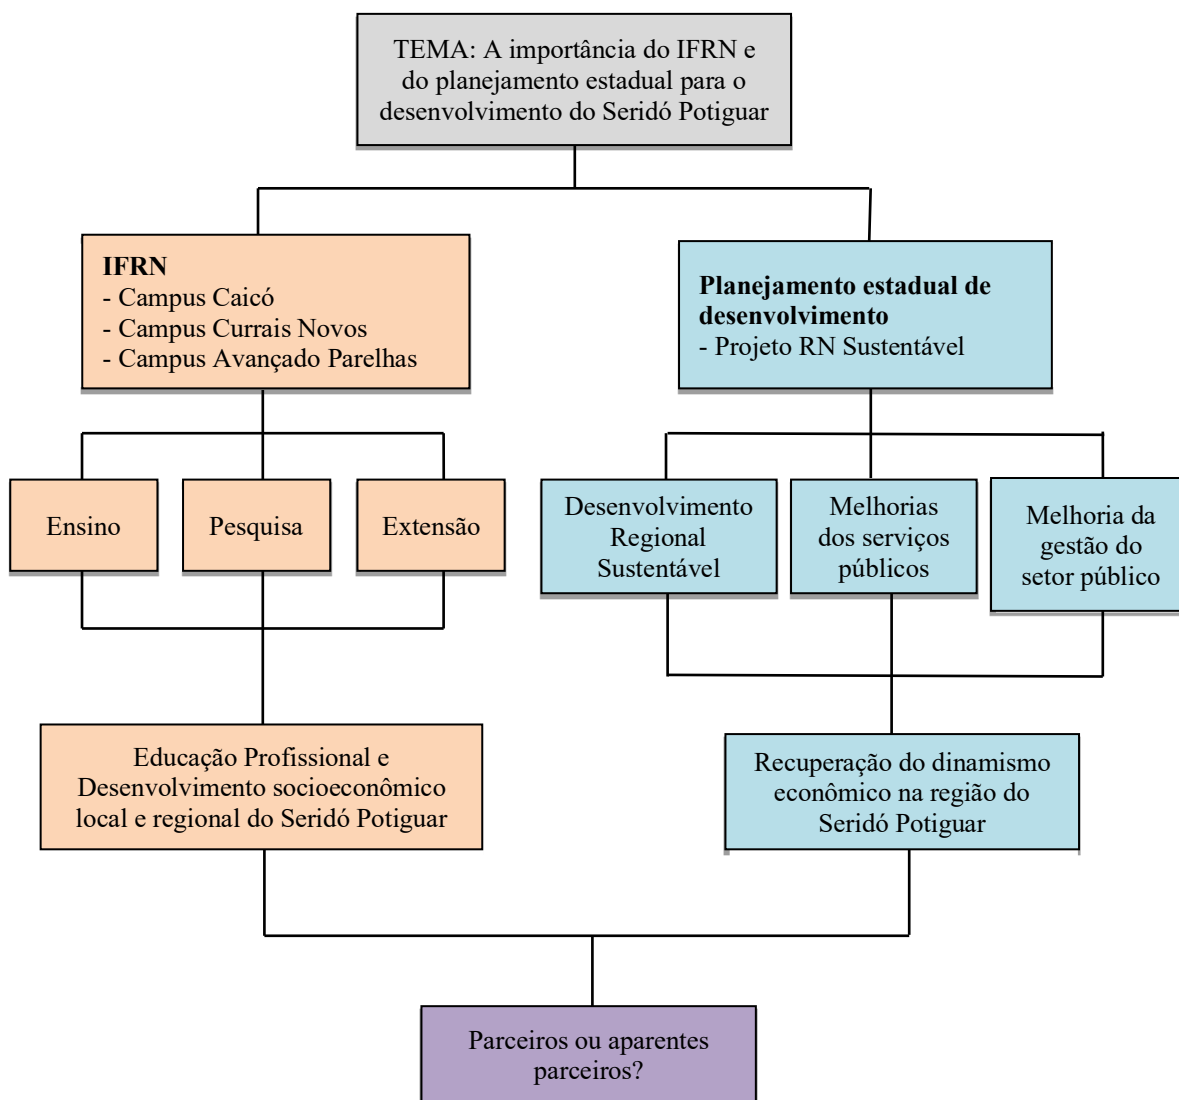 TEMA: A importância do IFRN e
do planejamento estadual para o
desenvolvimento do Seridó Potiguar
IFRN
- Campus Caicó
- Campus Currais Novos
- Campus Avançado Parelhas
Planejamento estadual de
desenvolvimento
- Projeto RN Sustentável
Ensino
Pesquisa
Extensão
Desenvolvimento
Regional
Sustentável
Melhorias
dos serviços
públicos
Melhoria da
gestão do
setor público
Educação Profissional e
Desenvolvimento socioeconômico
local e regional do Seridó Potiguar
Recuperação do dinamismo
econômico na região do
Seridó Potiguar
Parceiros ou aparentes
parceiros?